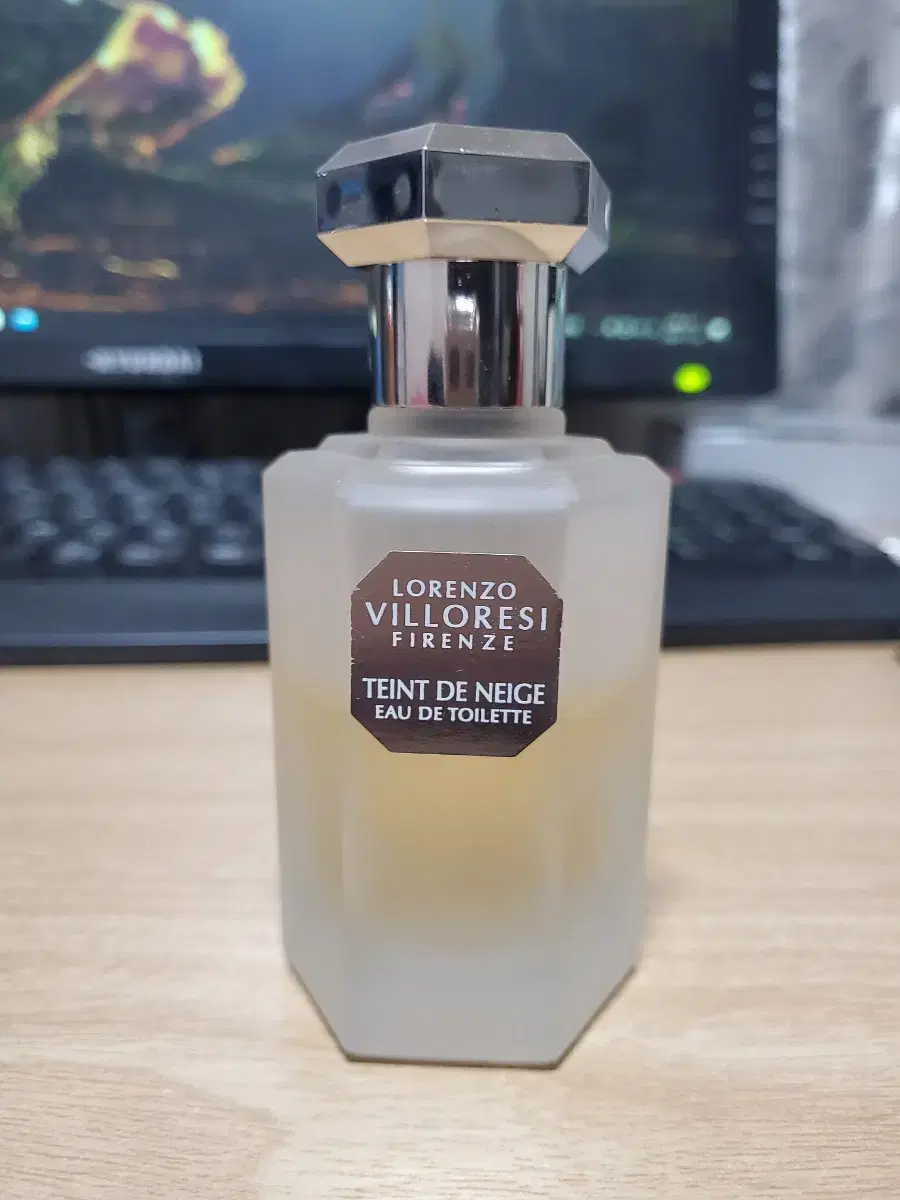 LORENZO
VILLORESI
FIRENZE
TEINT DE NEIGE
EAU DE TOILETTE